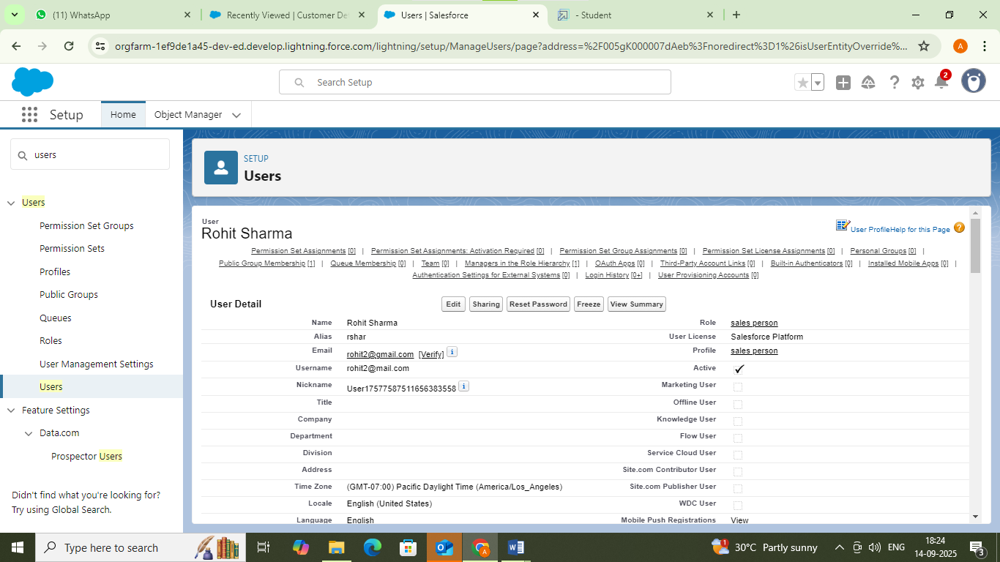 (11) WhatsApp
Recently Viewed | Customer De
Users | Salesforce
- Student
orgfarm-1ef9de1a45-dev-ed.develop.lightning.force.com/lightning/setup/ManageUsers/page?address=%2F005gK000007dAeb%3Fnoredirect%3D1%26isUserEntityOverride%...
A
Search Setup
2
Setup
Home
Object Manager
users
Users
Permission Set Groups
Permission Sets
Profiles
Public Groups
Queues
Roles
User Management Settings
Users
Feature Settings
Data.com
Prospector Users
Didn't find what you're looking for?
Try using Global Search.
SETUP
Users
User
Rohit Sharma
User Profile Help for this Page ?
Permission Set Assignments [0] | Permission Set Assignments: Activation Required [0] | Permission Set Group Assignments [0] | Permission Set License Assignments [0] | Personal Groups [0] |
Public Group Membership [1] | Queue Membership [0] | Team [0] | Managers in the Role Hierarchy [1] | OAuth Apps [0] | Third-Party Account Links [0] | Built-in Authenticators [0] | Installed Mobile Apps [0] |
Authentication Settings for External Systems [0] | Login History [0+] | User Provisioning Accounts [0]
User Detail Edit Sharing Reset Password Freeze View Summary
Name Rohit Sharma Role sales person
Alias rshar User License Salesforce Platform
Email rohit2@gmail.com [Verify] i Profile sales person
Username rohit2@mail.com Active
Nickname User17577587511656383558 i Marketing User
Title Offline User
Company Knowledge User
Department Flow User
Division Service Cloud User
Address Site.com Contributor User
Time Zone (GMT-07:00) Pacific Daylight Time (America/Los_Angeles) Site.com Publisher User
Locale English (United States) WDC User
Language English Mobile Push Registrations View
Type here to search
1
A
30°C Partly sunny
ENG
18:24
14-09-2025
3